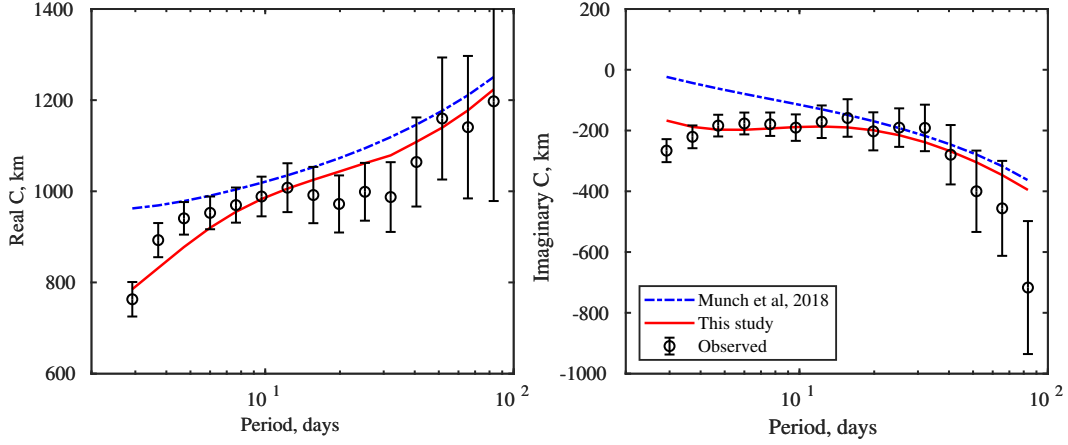 1400
1200
1000
800
600
Real C, km
10 1
10 2
Period, days
200
0
-200
-400
-600
-800
-1000
Imaginary C, km
Munch et al, 2018
This study
Observed
10 1
10 2
Period, days